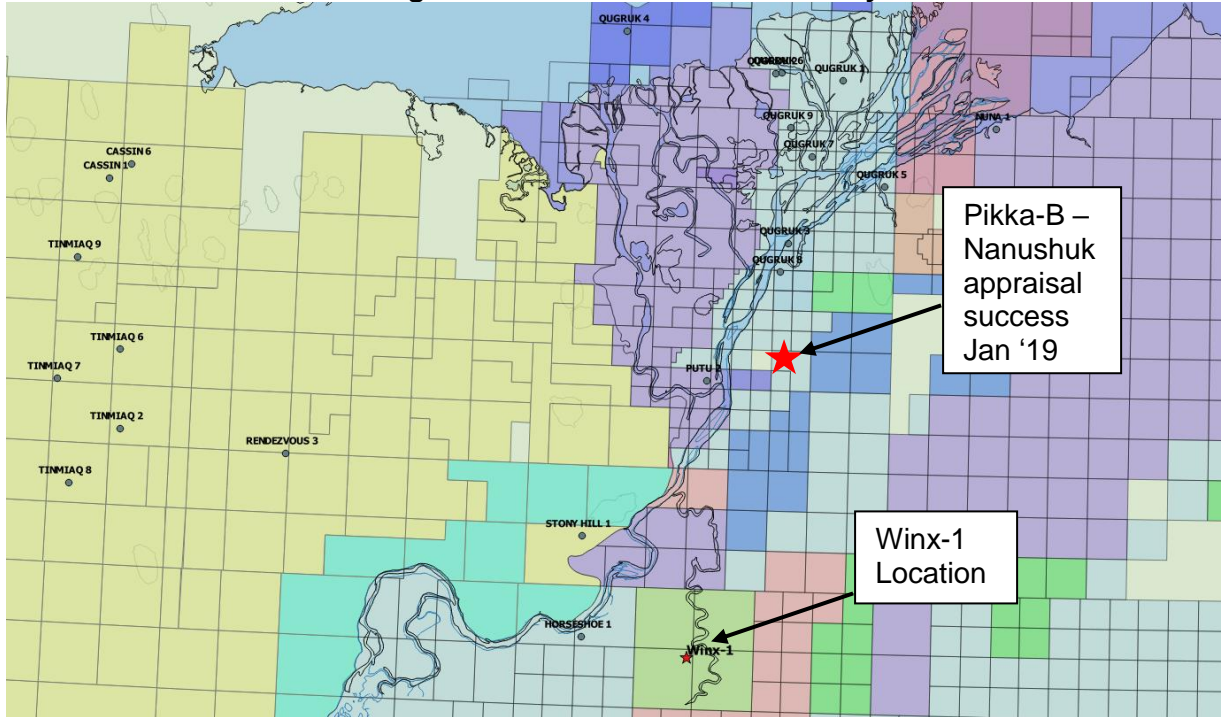 QUGRUK 4
QUGRUK 1
QUGRUK 9
NUNA 1
CASSIN 6
QUGRUK 7
CASSIN 1
QUGRUK 5
Pikka-B –
Nanushuk
appraisal
success
Jan ‘19
QUGRUK 3
TINMIAQ 9
QUGRUK 8
TINMIAQ 6
TINMIAQ 7
PUTU 2
TINMIAQ 2
RENDEZVOUS 3
TINMIAQ 8
STONY HILL 1
Winx-1
Location
HORSESHOE 1
Winx-1